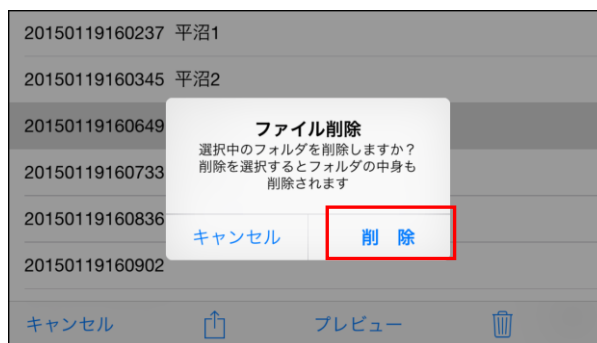 20150119160237 平沼1
20150119160345 平沼2
20150119160649
ファイル削除
選択中のフォルダを削除しますか？
削除を選択するとフォルダの中身も
削除されます
20150119160733
20150119160836
キャンセル 削 除
20150119160902
キャンセル プレビュー